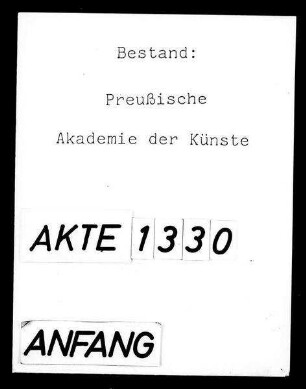 Bestand:
Preußische
Akademie der Künste
AKTE 1330
ANFANG